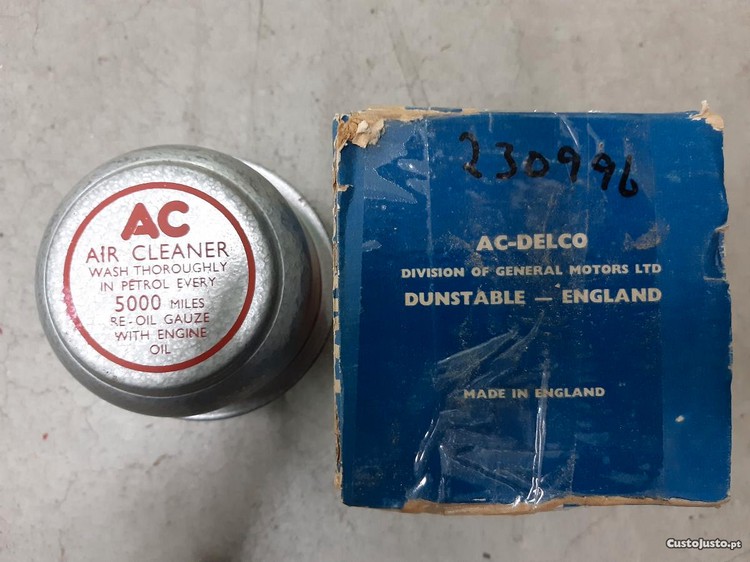 AC
AIR CLEANER
WASH THOROUGHLY
IN PETROL EVERY
5000 MILES
RE-OIL GAUZE
WITH ENGINE
OIL
230996
AC-DELCO
DIVISION OF GENERAL MOTORS LTD
DUNSTABLE — ENGLAND
MADE IN ENGLAND
CustoJusto.pt